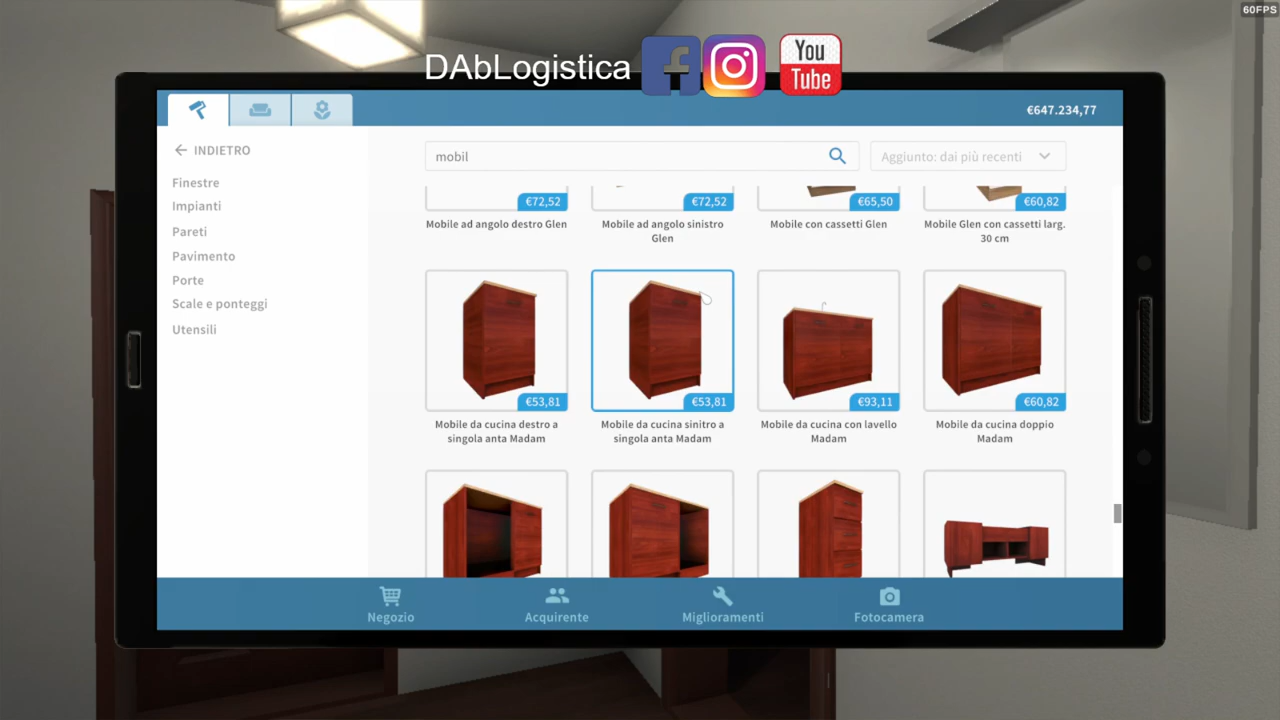 60FPS
DAbLogistica
f
You
Tube
€647.234,77
INDIETRO
mobil
Aggiunto: dai più recenti
Finestre
Impianti
Pareti
Pavimento
Porte
Scale e ponteggi
Utensili
€72,52
€72,52
€65,50
€60,82
Mobile ad angolo destro Glen
Mobile ad angolo sinistro
Glen
Mobile con cassetti Glen
Mobile Glen con cassetti larg.
30 cm
€53,81
€53,81
€93,11
€60,82
Mobile da cucina destro a
singola anta Madam
Mobile da cucina sinitro a
singola anta Madam
Mobile da cucina con lavello
Madam
Mobile da cucina doppio
Madam
Negozio
Acquirente
Miglioramenti
Fotocamera